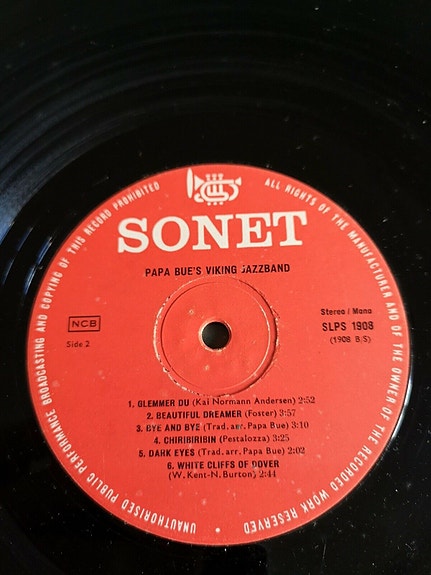 UNAUTHORISED PUBLIC PERFORMANCE BROADCASTING AND COPYING OF THIS RECORD PROHIBITED
ALL RIGHTS OF THE MANUFACTURER AND OF THE OWNER OF THE RECORDED WORK RESERVED
SONET
PAPA BUE'S VIKING JAZZBAND
NCB
Side 2
Stereo / Mono
SLPS 1908
(1908 B/S)
1. GLEMMER DU (Kai Normann Andersen) 2:52
2. BEAUTIFUL DREAMER (Foster) 3:57
3. BYE AND BYE (Trad. arr. Papa Bue) 3:10
4. CHIRIBIRIBIN (Pestalozza) 3:25
5. DARK EYES (Trad. arr. Papa Bue) 2:02
6. WHITE CLIFFS OF DOVER
(W. Kent-N. Burton) 2:44